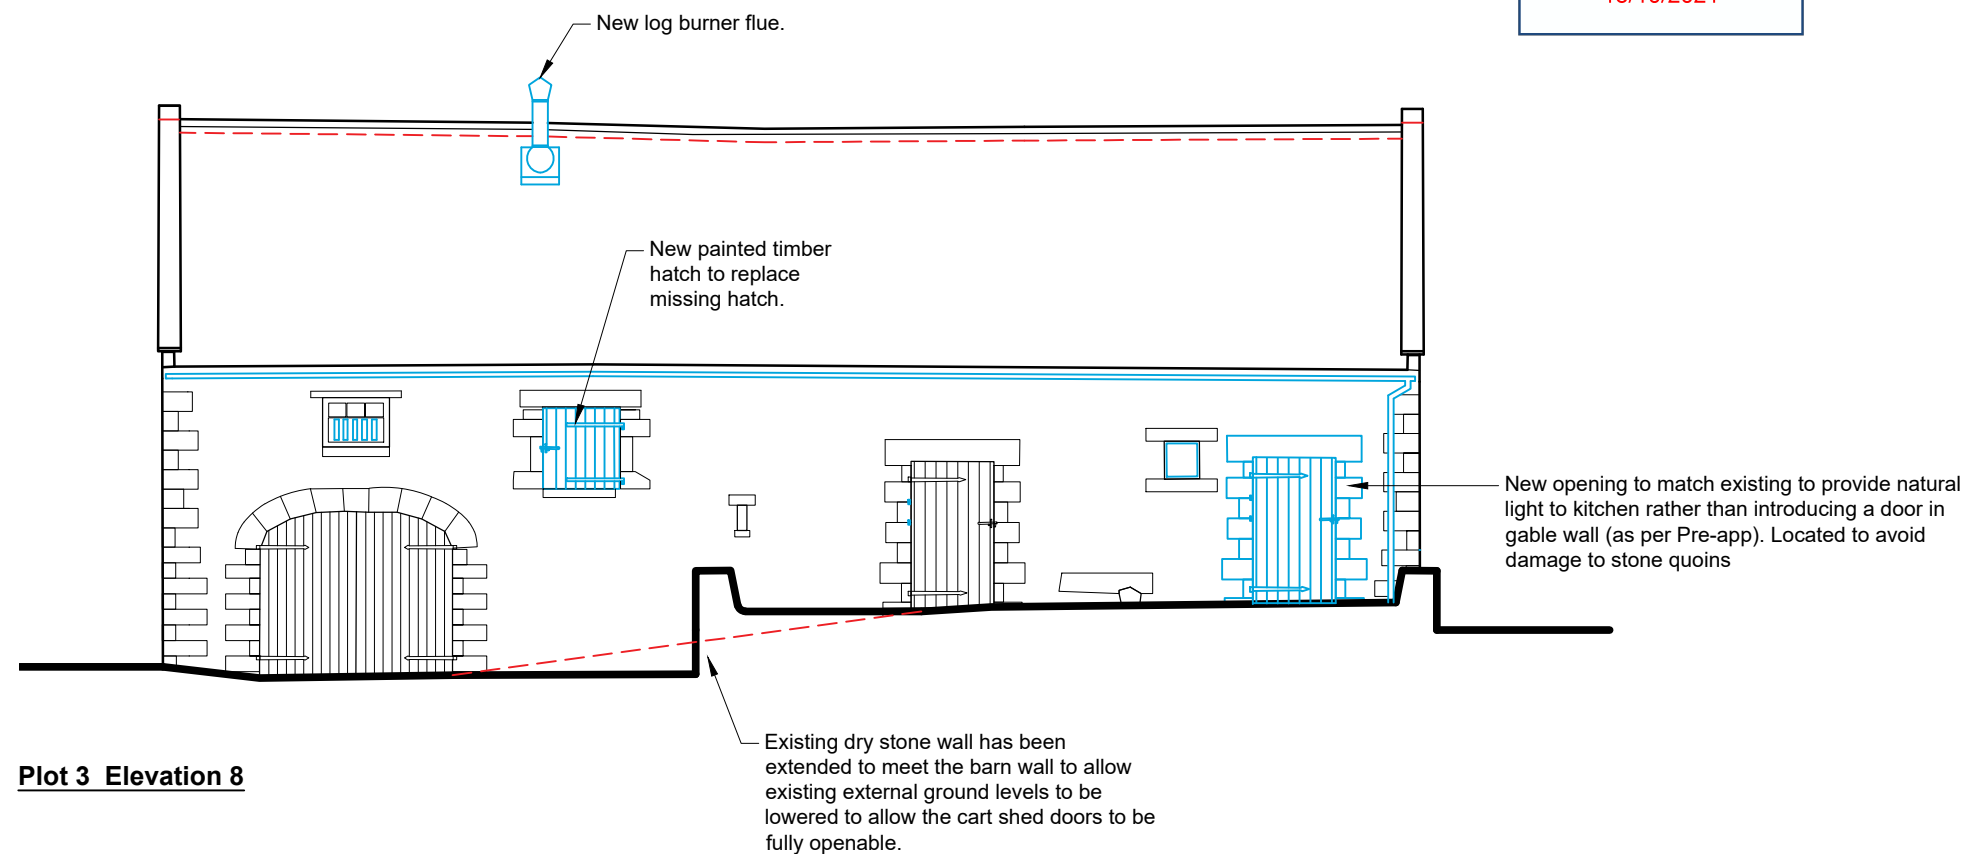 New log burner flue.
New painted timber
hatch to replace
missing hatch.
New opening to match existing to provide natural
light to kitchen rather than introducing a door in
gable wall (as per Pre-app). Located to avoid
damage to stone quoins
Existing dry stone wall has been
extended to meet the barn wall to allow
existing external ground levels to be
lowered to allow the cart shed doors to be
fully openable.
Plot 3 Elevation 8